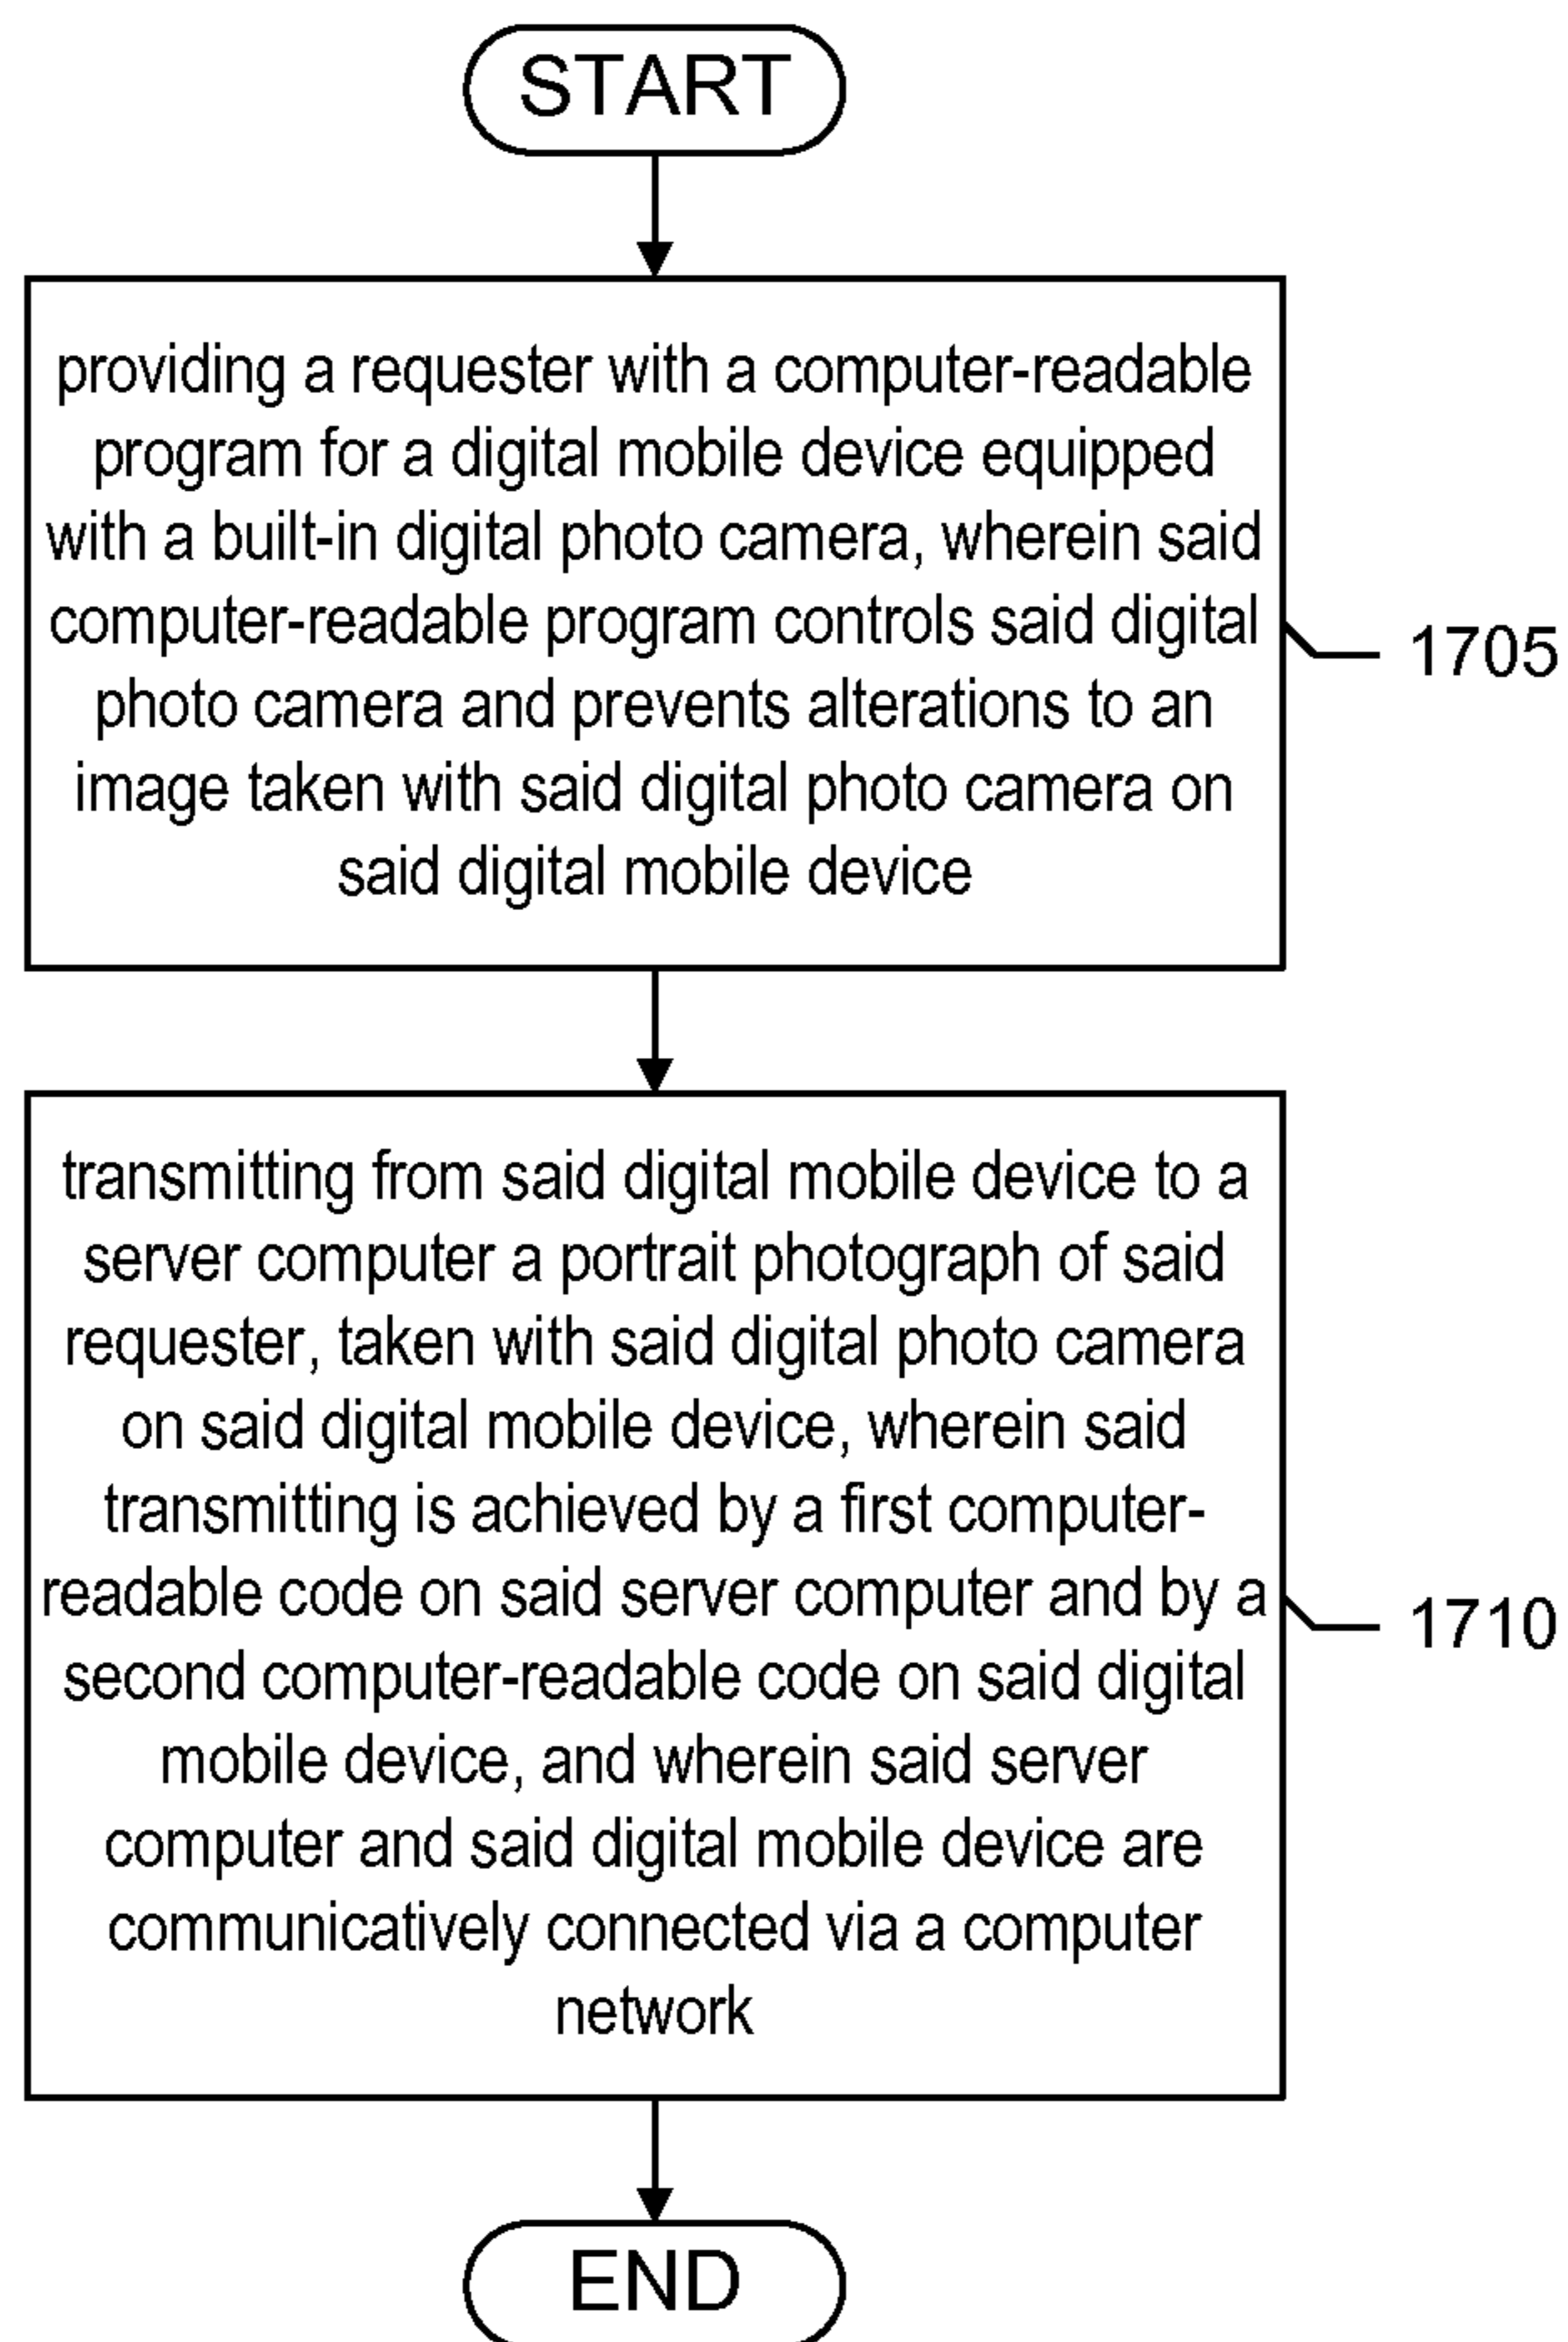 START
providing a requester with a computer-readable
program for a digital mobile device equipped
with a built-in digital photo camera, wherein said
computer-readable program controls said digital
photo camera and prevents alterations to an
image taken with said digital photo camera on
said digital mobile device
1705
transmitting from said digital mobile device to a
server computer a portrait photograph of said
requester, taken with said digital photo camera
on said digital mobile device, wherein said
transmitting is achieved by a first computer-
readable code on said server computer and by a
second computer-readable code on said digital
mobile device, and wherein said server
computer and said digital mobile device are
communicatively connected via a computer
network
1710
END